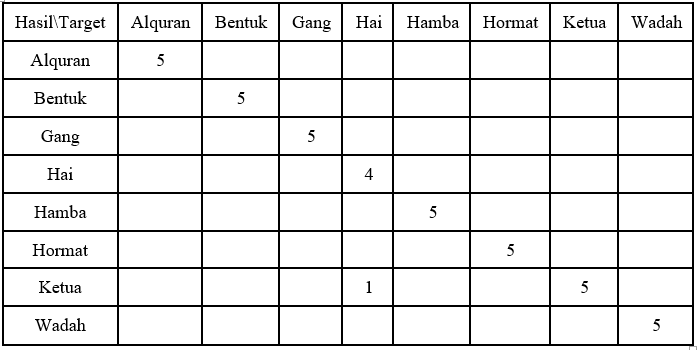 Hasil\Target Alquran Bentuk Gang Hai Hamba Hormat Ketua Wadah
Alquran 5
Bentuk 5
Gang 5
Hai 4
Hamba 5
Hormat 5
Ketua 1 5
Wadah 5